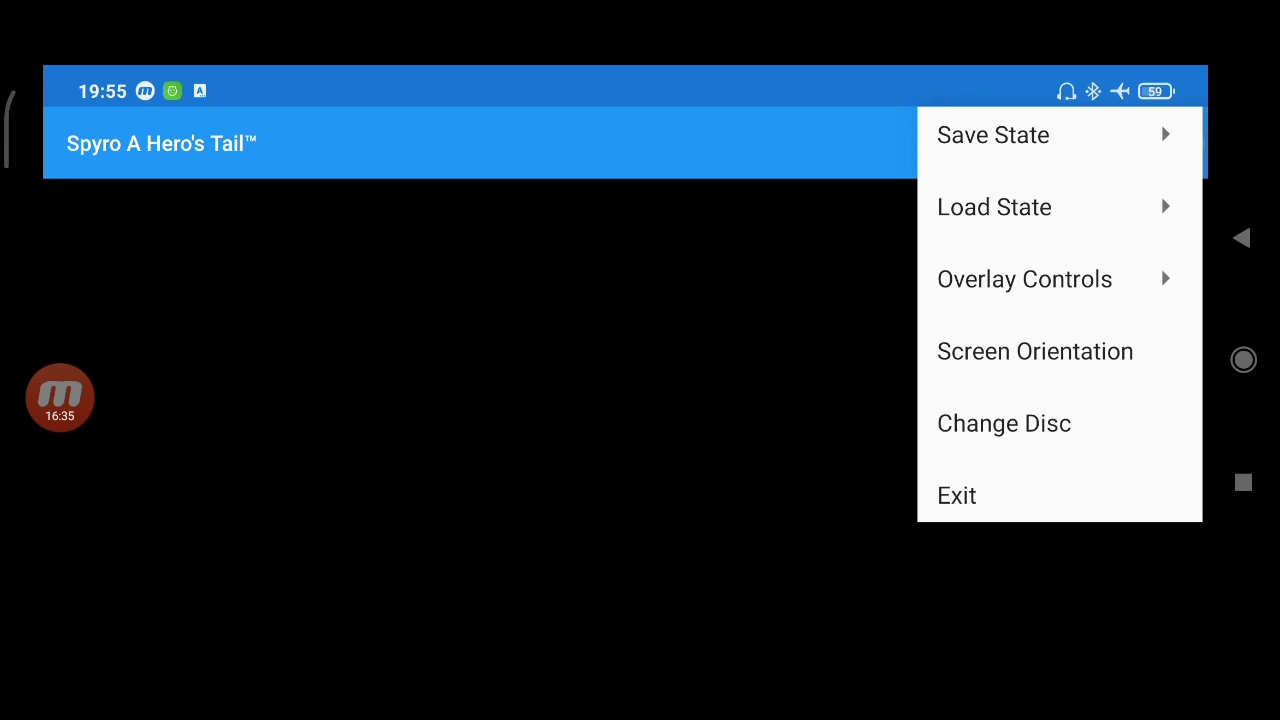 19:55
59
Spyro A Hero's Tail™
Save State
Load State
Overlay Controls
Screen Orientation
Change Disc
Exit
16:35